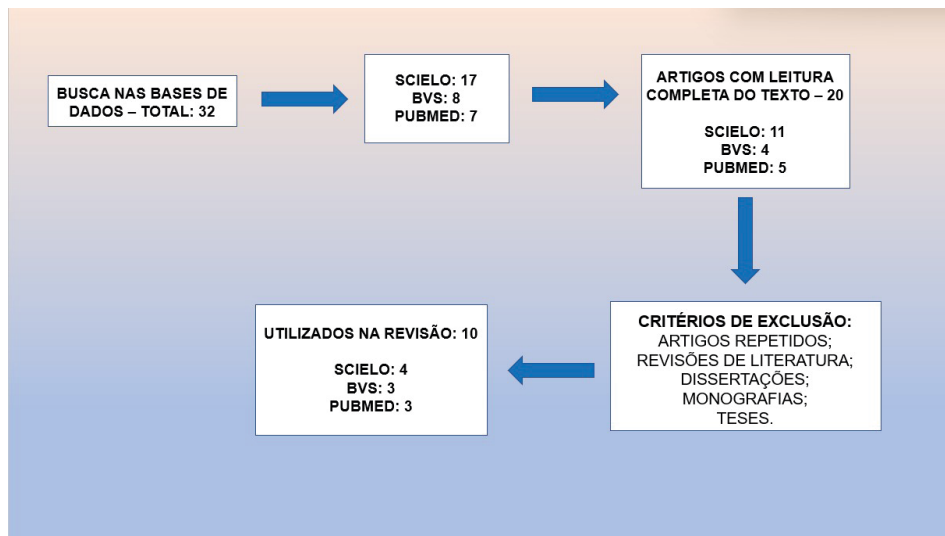 BUSCA NAS BASES DE
DADOS – TOTAL: 32
SCIELO: 17
BVS: 8
PUBMED: 7
ARTIGOS COM LEITURA
COMPLETA DO TEXTO – 20
SCIELO: 11
BVS: 4
PUBMED: 5
CRITÉRIOS DE EXCLUSÃO:
ARTIGOS REPETIDOS;
REVISÕES DE LITERATURA;
DISSERTAÇÕES;
MONOGRAFIAS;
TESES.
UTILIZADOS NA REVISÃO: 10
SCIELO: 4
BVS: 3
PUBMED: 3